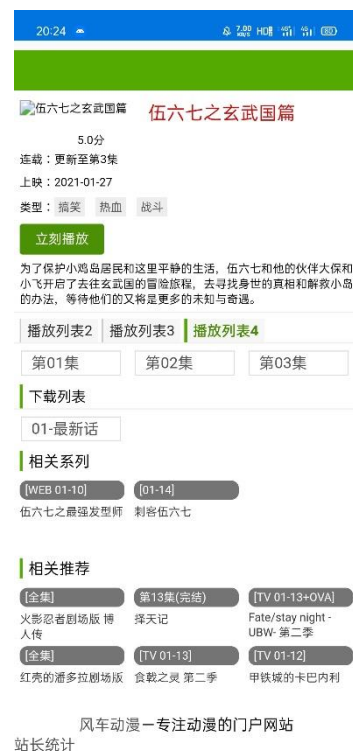 20:24 7.00 KB/S HD 4G 4G 80
伍六七之玄武国篇 伍六七之玄武国篇
5.0分
连载：更新至第3集
上映：2021-01-27
类型： 搞笑 热血 战斗
立刻播放
为了保护小鸡岛居民和这里平静的生活，伍六七和他的伙伴大保和
小飞开启了去往玄武国的冒险旅程，去寻找身世的真相和解救小岛
的办法，等待他们的又将是更多的未知与奇遇。
播放列表2 播放列表3 播放列表4
第01集 第02集 第03集
下载列表
01-最新话
相关系列
[WEB 01-10] [01-14]
伍六七之最强发型师 刺客伍六七
相关推荐
[全集] 第13集(完结) [TV 01-13+OVA]
火影忍者剧场版 博 择天记 Fate/stay night -
人传 UBW- 第二季
[全集] [TV 01-13] [TV 01-12]
红壳的潘多拉剧场版 食戟之灵 第二季 甲铁城的卡巴内利
风车动漫－专注动漫的门户网站
站长统计